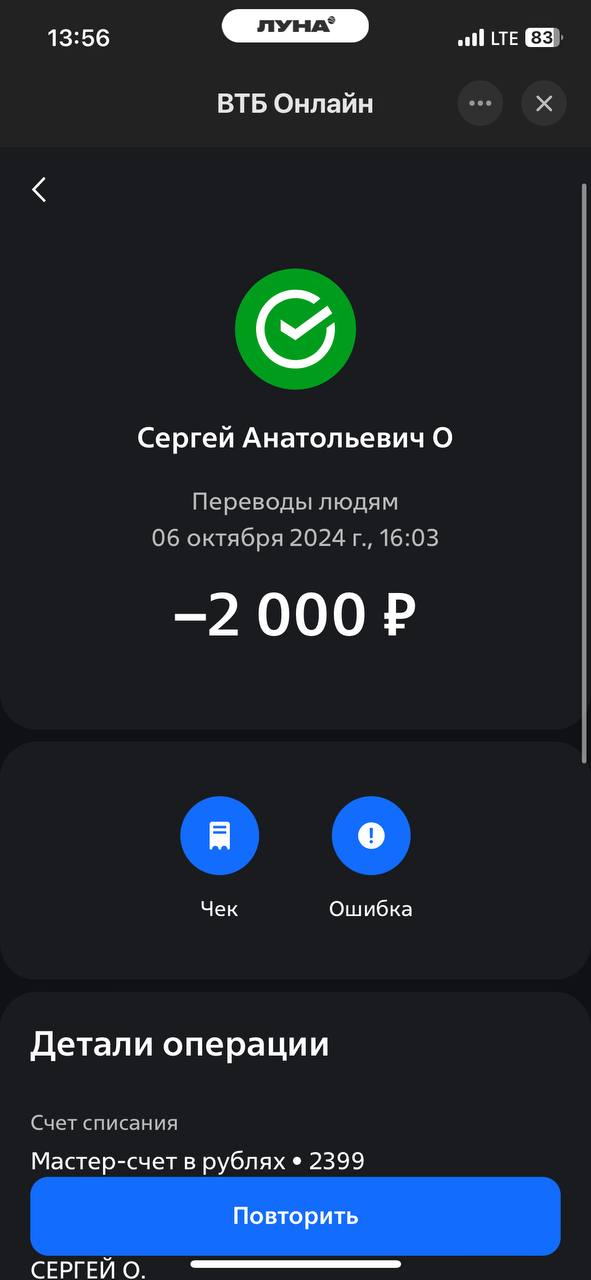 13:56
ЛУНА
LTE 83
ВТБ Онлайн
Сергей Анатольевич О
Переводы людям
06 октября 2024 г., 16:03
–2 000 ₽
Чек
Ошибка
Детали операции
Счет списания
Мастер-счет в рублях • 2399
Повторить
СЕРГЕЙ О.